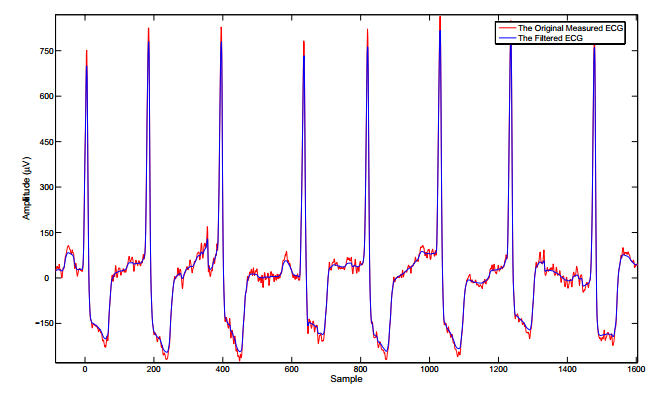 The Original Measured ECG
The Filtered ECG
750
600
450
300
150
0
−150
Amplitude (μV)
0 200 400 600 800 1000 1200 1400 1600
Sample